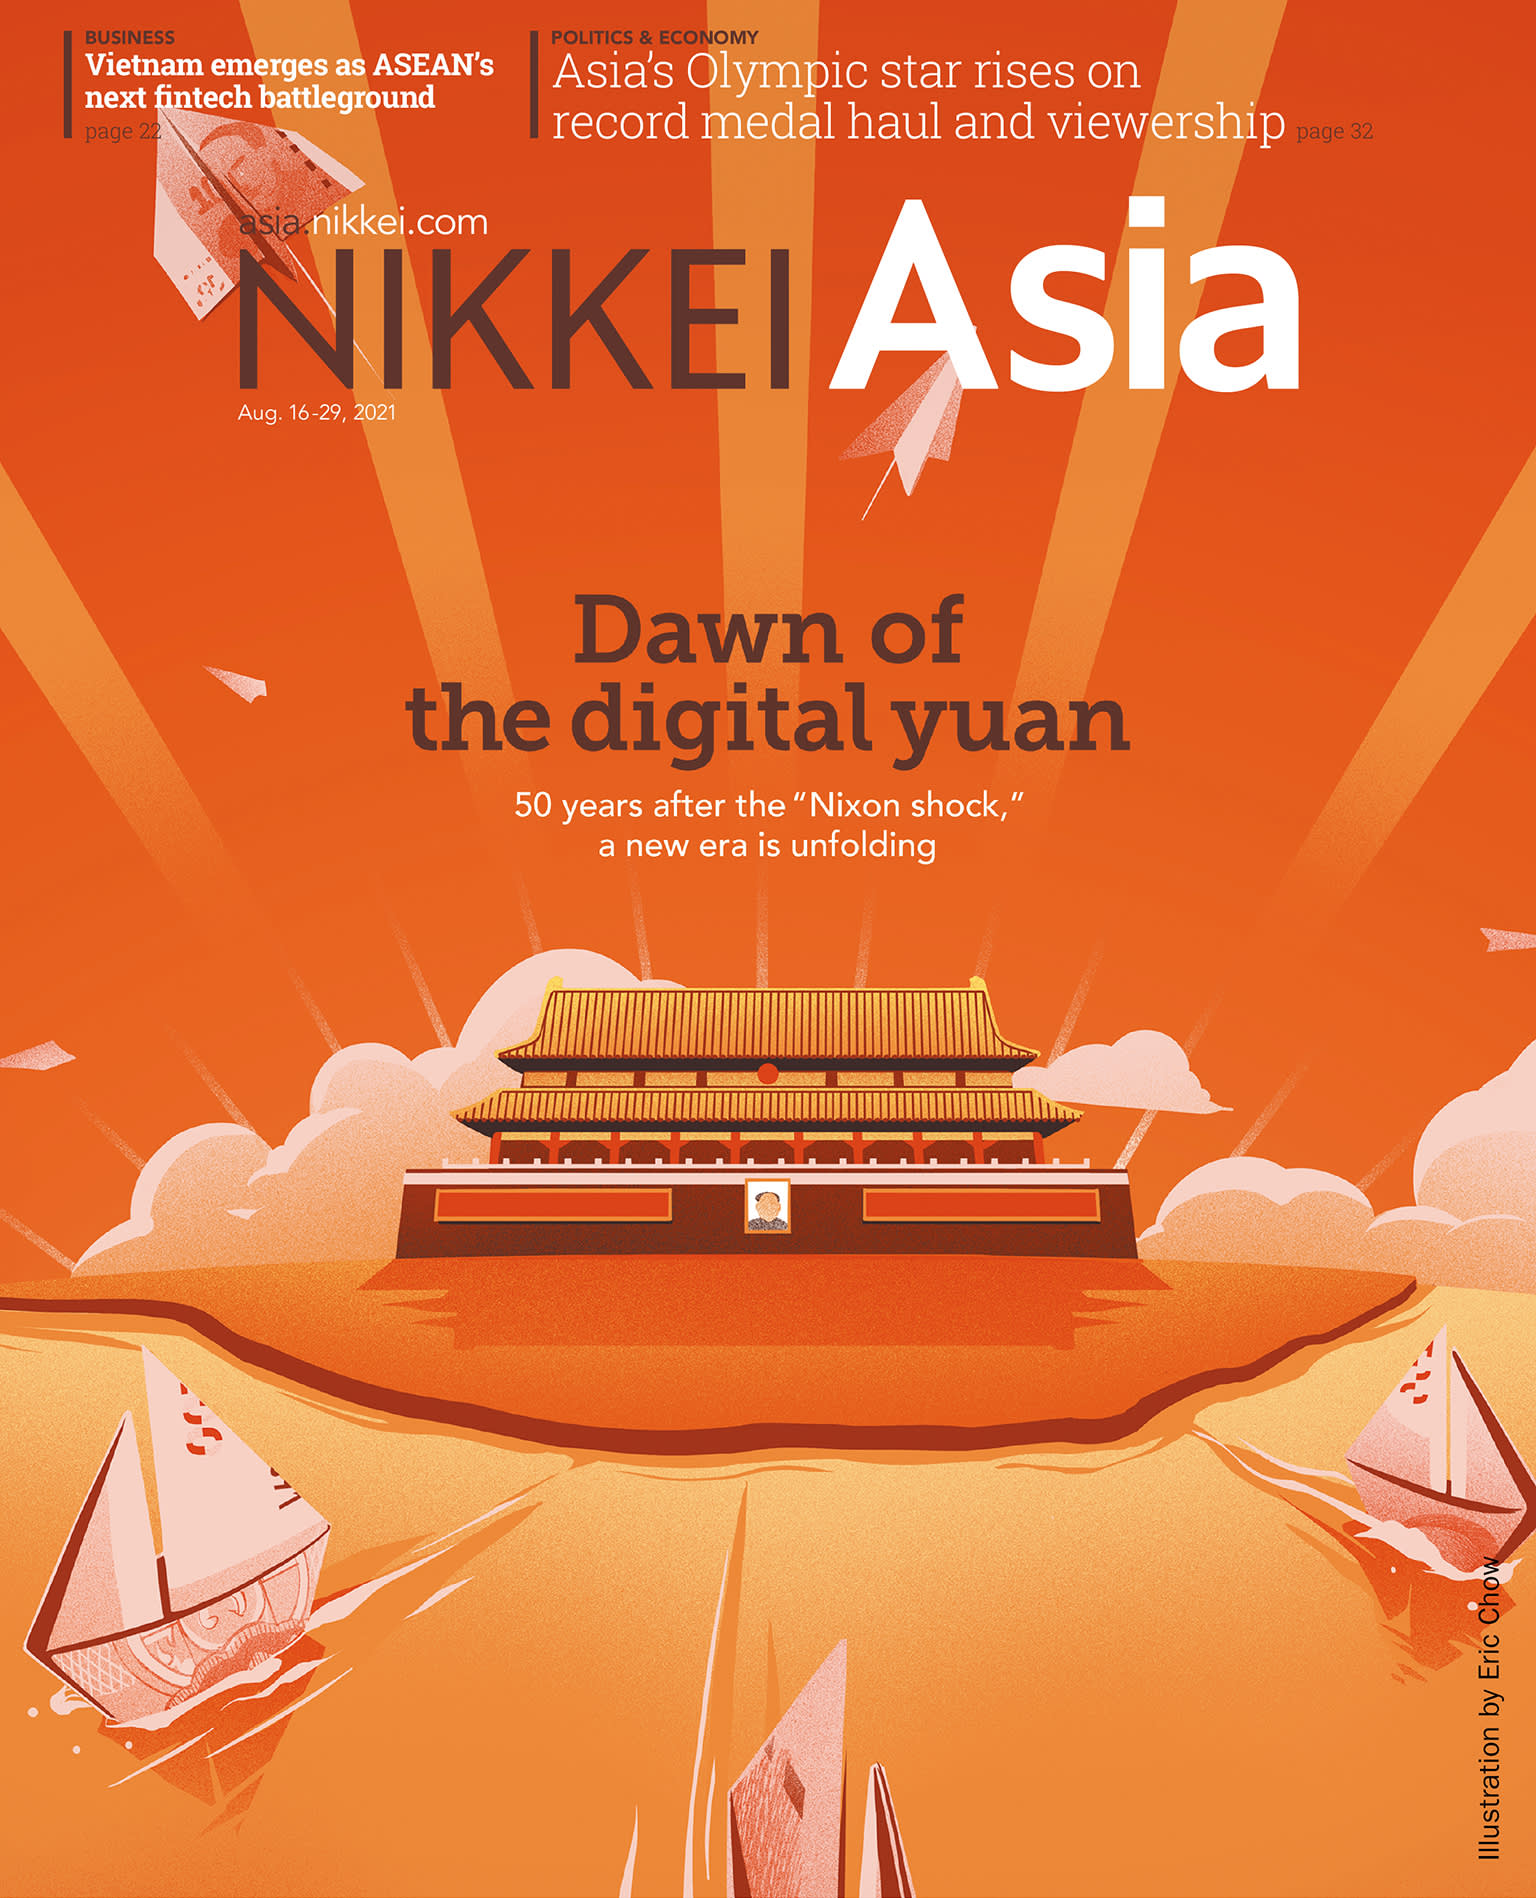 BUSINESS
Vietnam emerges as ASEAN's
next fintech battleground
page 22
POLITICS & ECONOMY
Asia's Olympic star rises on
record medal haul and viewership page 32
asia.nikkei.com
NIKKEI Asia
Aug. 16-29, 2021
Dawn of
the digital yuan
50 years after the “Nixon shock,”
a new era is unfolding
Illustration by Eric Chow